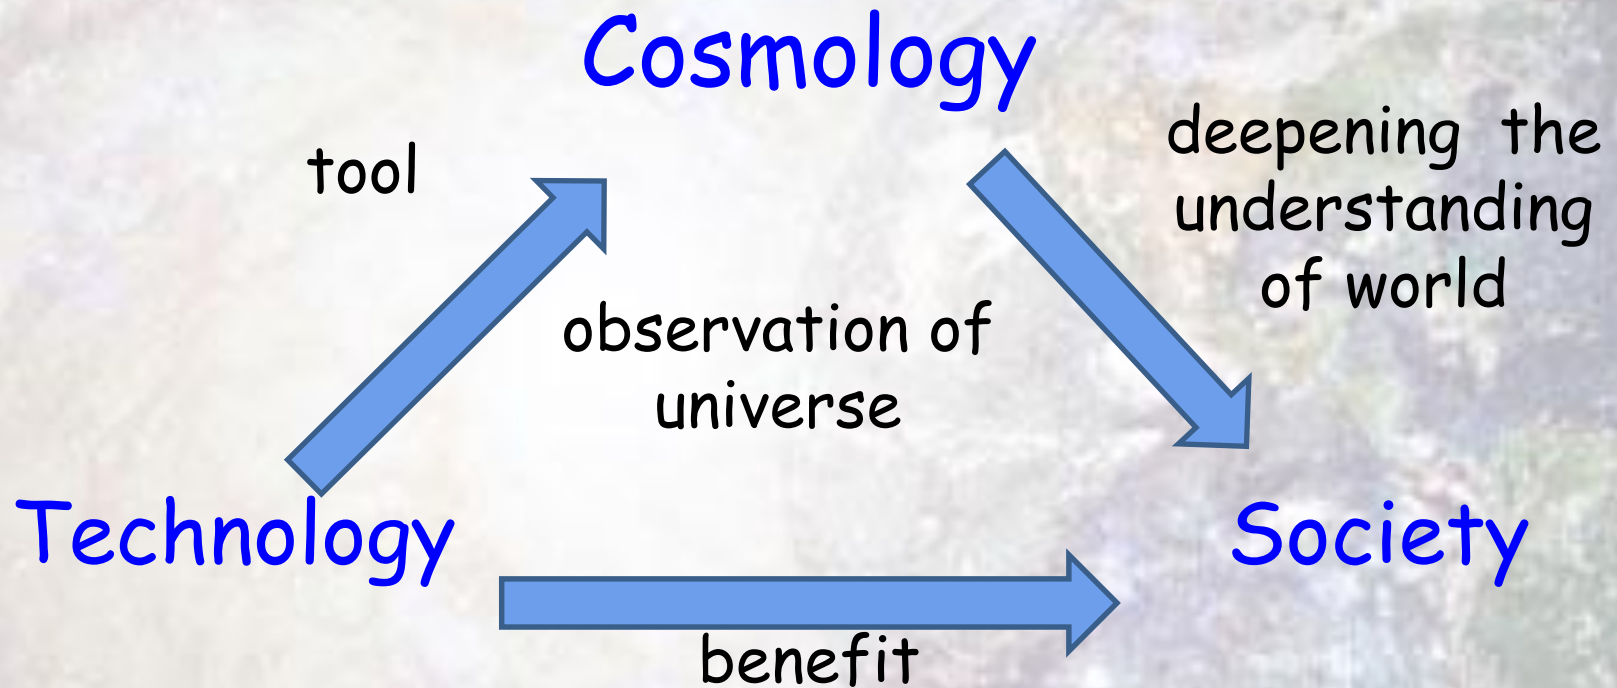 Cosmology
tool
deepening the
understanding
of world
observation of
universe
Technology
Society
benefit